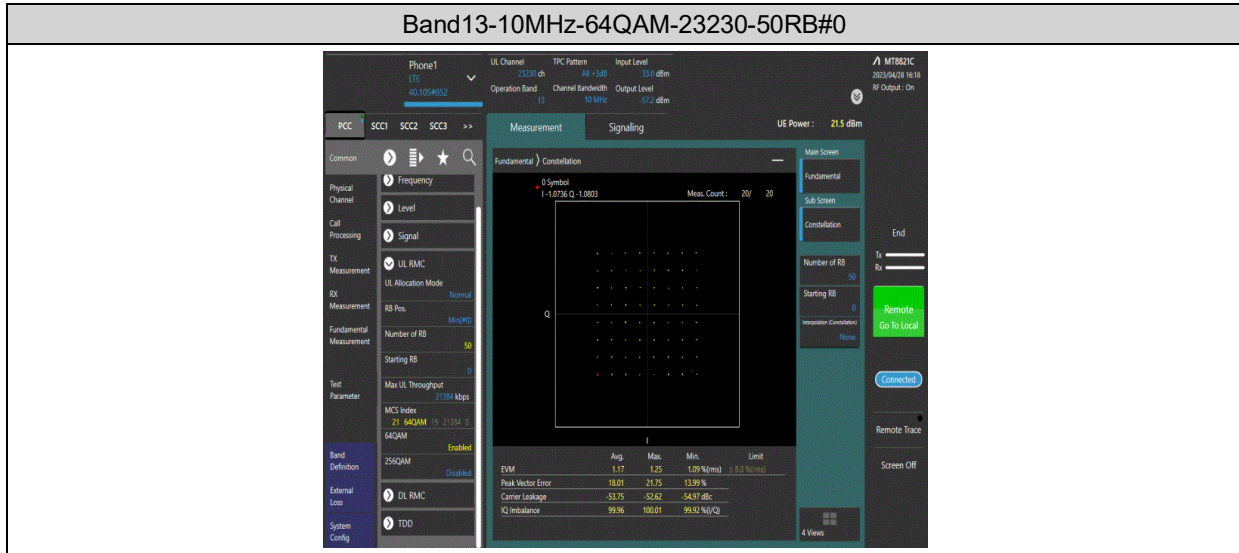 Band13-10MHz-64QAM-23230-50RB#0
Phone1
LTE
40.10S#052
UL Channel
23230 ch
TPC Pattern
All +3dB
Input Level
33.0 dBm
Operation Band
13
Channel Bandwidth
10 MHz
Output Level
-57.2 dBm
MT8821C
2023/04/28 16:18
RF Output : On
PCC SCC1 SCC2 SCC3 >>
Measurement Signaling
UE Power : 21.5 dBm
Common
Physical
Channel
Call
Processing
TX
Measurement
RX
Measurement
Fundamental
Measurement
Test
Parameter
Band
Definition
External
Loss
System
Config
Frequency
Level
Signal
UL RMC
UL Allocation Mode
Normal
RB Pos.
Min(#0)
Number of RB
50
Starting RB
0
Max UL Throughput
21384 kbps
MCS Index
21 64QAM 19 21384 8
64QAM
Enabled
256QAM
Disabled
DL RMC
TDD
Fundamental ⟩ Constellation
0 Symbol
I -1.0736 Q -1.0803
Meas. Count : 20/ 20
Q
I
Avg. Max. Min. Limit
EVM 1.17 1.25 1.09 %(rms) ≤ 8.0 %(rms)
Peak Vector Error 18.01 21.75 13.99 %
Carrier Leakage -53.75 -52.62 -54.97 dBc
IQ Imbalance 99.96 100.01 99.92 %(I/Q)
Main Screen
Fundamental
Sub Screen
Constellation
Number of RB
50
Starting RB
0
Interpolation (Constellation)
None
4 Views
End
Tx
Rx
Remote
Go To Local
Connected
Remote Trace
Screen Off